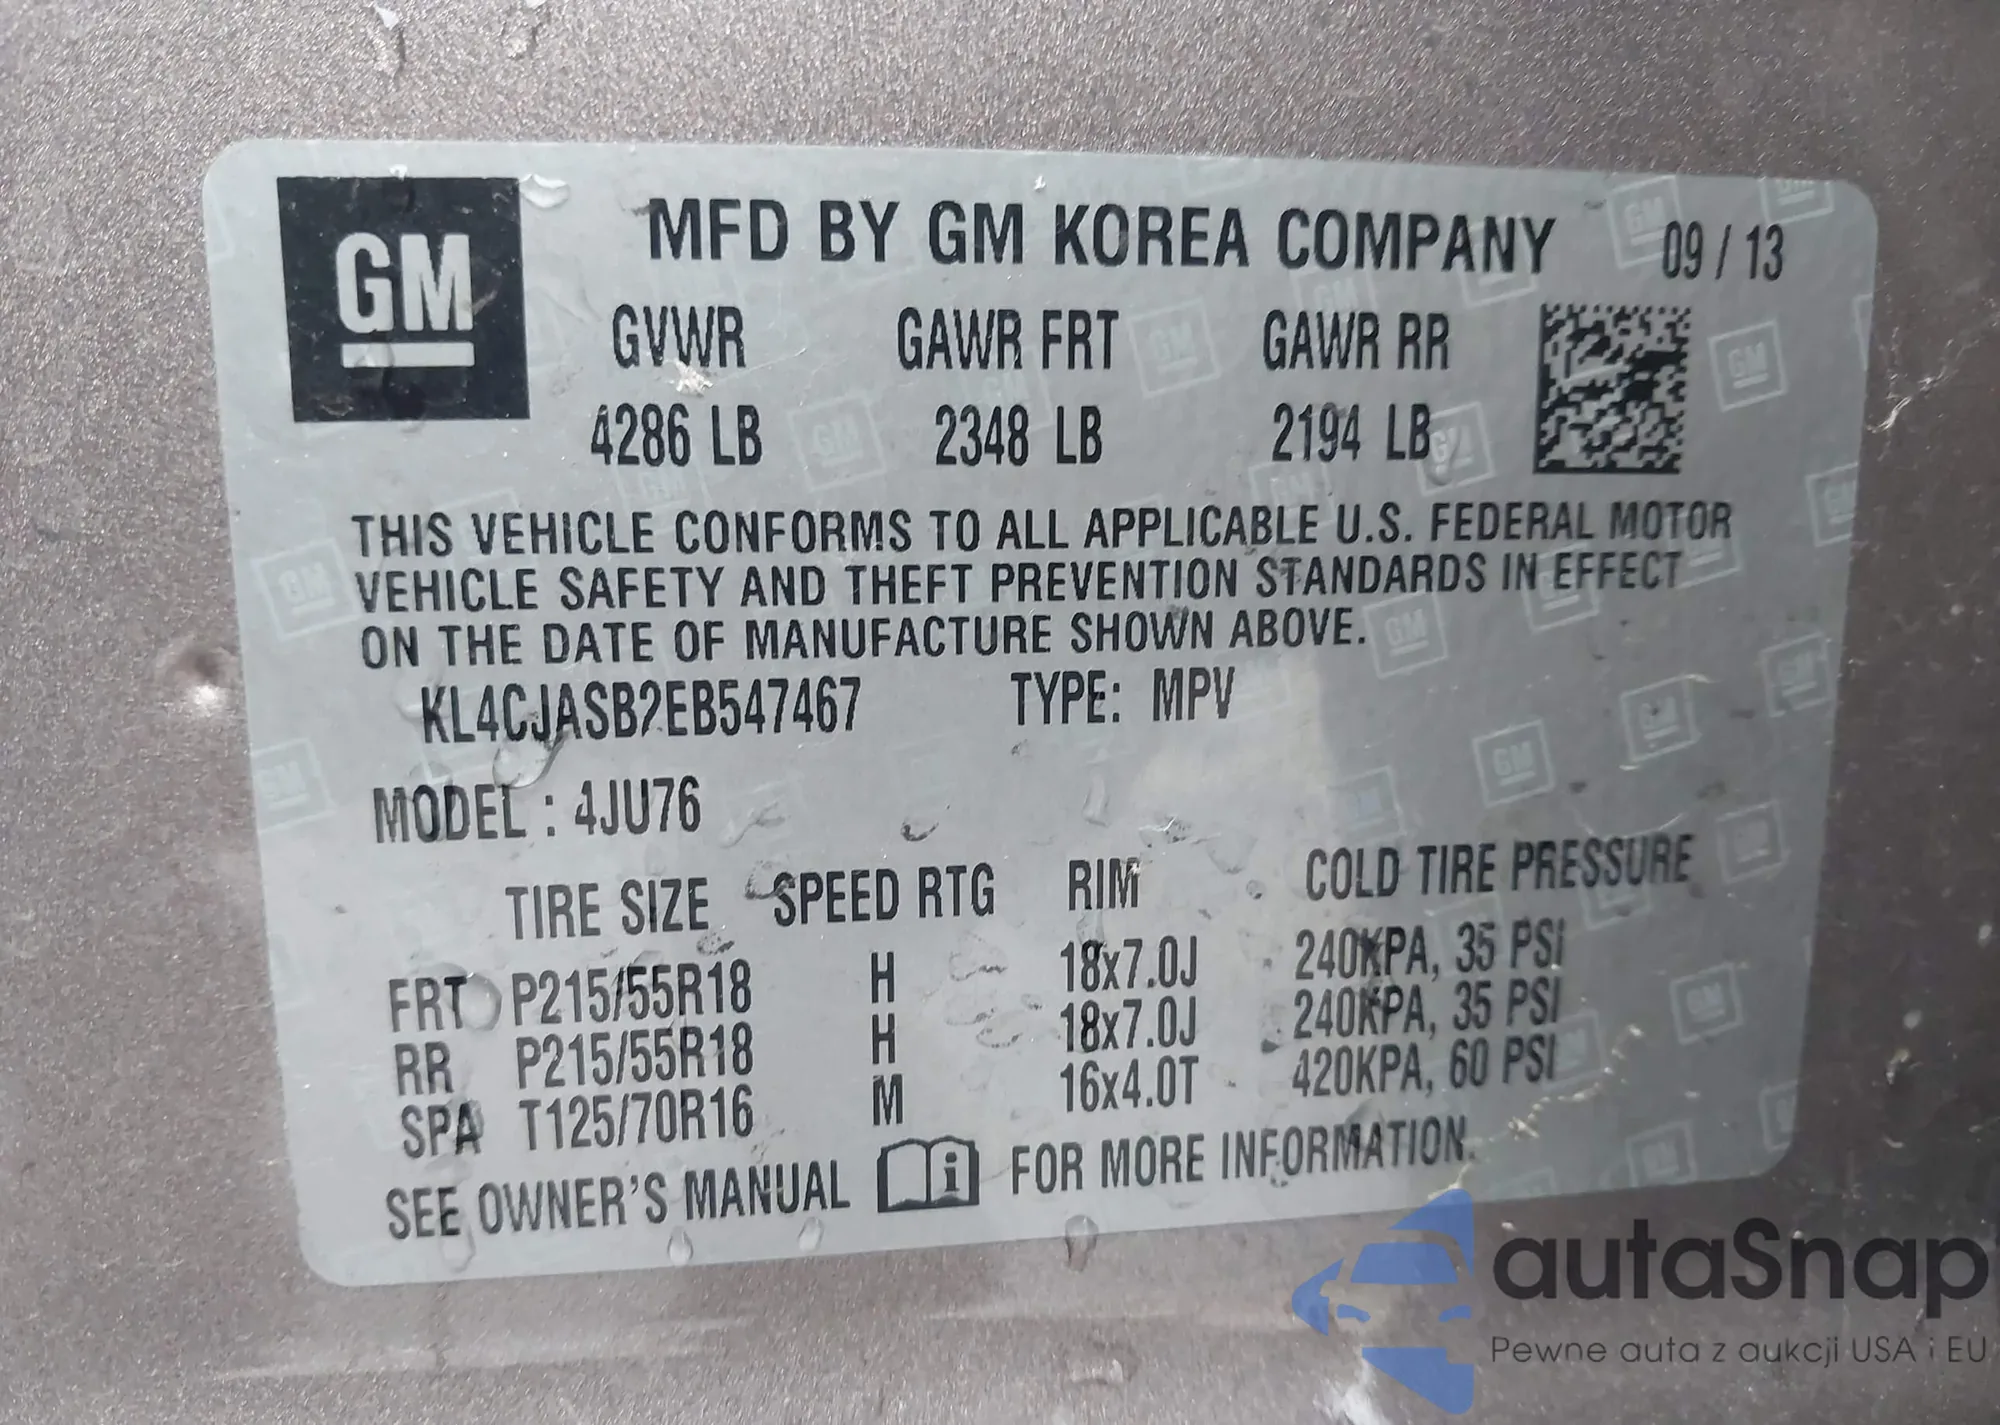 GM
MFD BY GM KOREA COMPANY 09 / 13
GVWR GAWR FRT GAWR RR
4286 LB 2348 LB 2194 LB
THIS VEHICLE CONFORMS TO ALL APPLICABLE U.S. FEDERAL MOTOR
VEHICLE SAFETY AND THEFT PREVENTION STANDARDS IN EFFECT
ON THE DATE OF MANUFACTURE SHOWN ABOVE.
KL4CJASB2EB547467 TYPE: MPV
MODEL : 4JU76
TIRE SIZE SPEED RTG RIM COLD TIRE PRESSURE
FRT P215/55R18 H 18x7.0J 240KPA, 35 PSI
RR P215/55R18 H 18x7.0J 240KPA, 35 PSI
SPA T125/70R16 M 16x4.0T 420KPA, 60 PSI
SEE OWNER'S MANUAL i FOR MORE INFORMATION.
autaSnap
Pewne auta z aukcji USA i EU